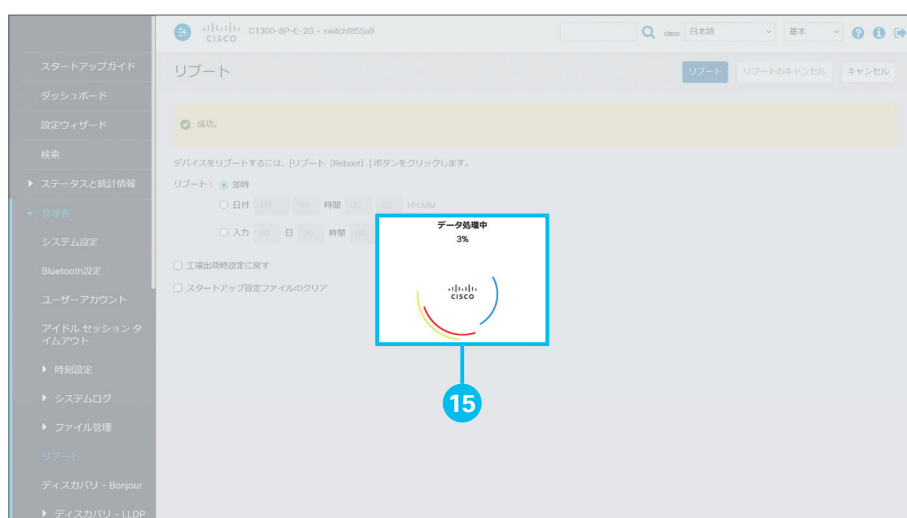 CISCO
C1300-8P-E-2G - switchf855a9
cisco 日本語 基本
スタートアップガイド
ダッシュボード
設定ウィザード
検索
ステータスと統計情報
管理者
システム設定
Bluetooth設定
ユーザーアカウント
アイドル セッション タ
イムアウト
時刻設定
システムログ
ファイル管理
リブート
ディスカバリ - Bonjour
ディスカバリ - LLDP
リブート
リブート リブートのキャンセル キャンセル
成功。
デバイスをリブートするには、[リブート (Reboot) ] ボタンをクリックします。
リブート： 即時
日付 01 時間 00 00 HH:MM
入力 00 日 00 時間 00
工場出荷時設定に戻す
スタートアップ設定ファイルのクリア
データ処理中
3%
CISCO
15